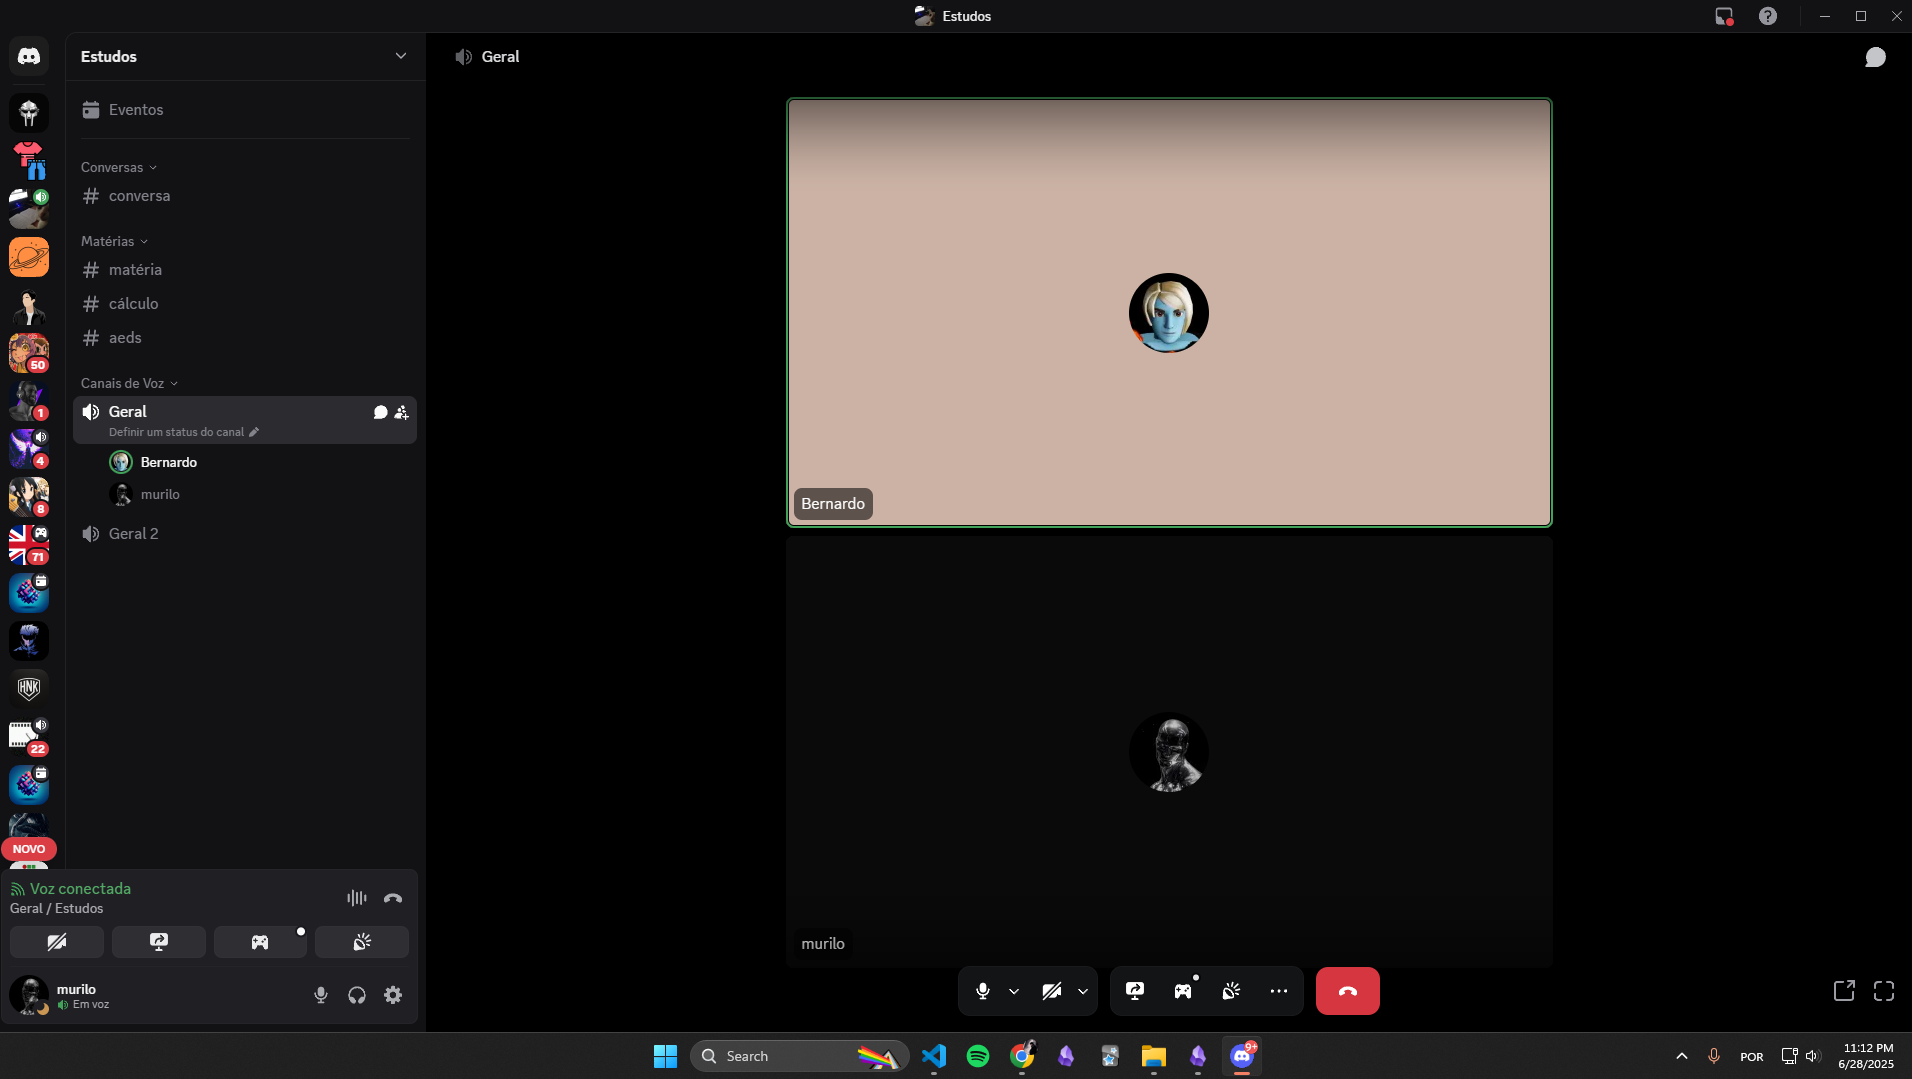 Estudos
Estudos
Geral
Eventos
Conversas
conversa
Matérias
matéria
cálculo
aeds
Canais de Voz
Geral
Definir um status do canal
Bernardo
murilo
Geral 2
50
1
4
8
71
HNK
22
NOVO
Voz conectada
Geral / Estudos
murilo
Em voz
Bernardo
murilo
Search
9+
POR
11:12 PM
6/28/2025